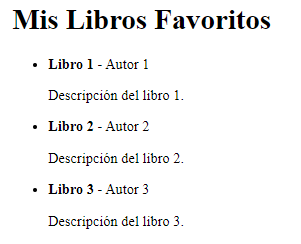 Mis Libros Favoritos
Libro 1 - Autor 1
Descripción del libro 1.
Libro 2 - Autor 2
Descripción del libro 2.
Libro 3 - Autor 3
Descripción del libro 3.